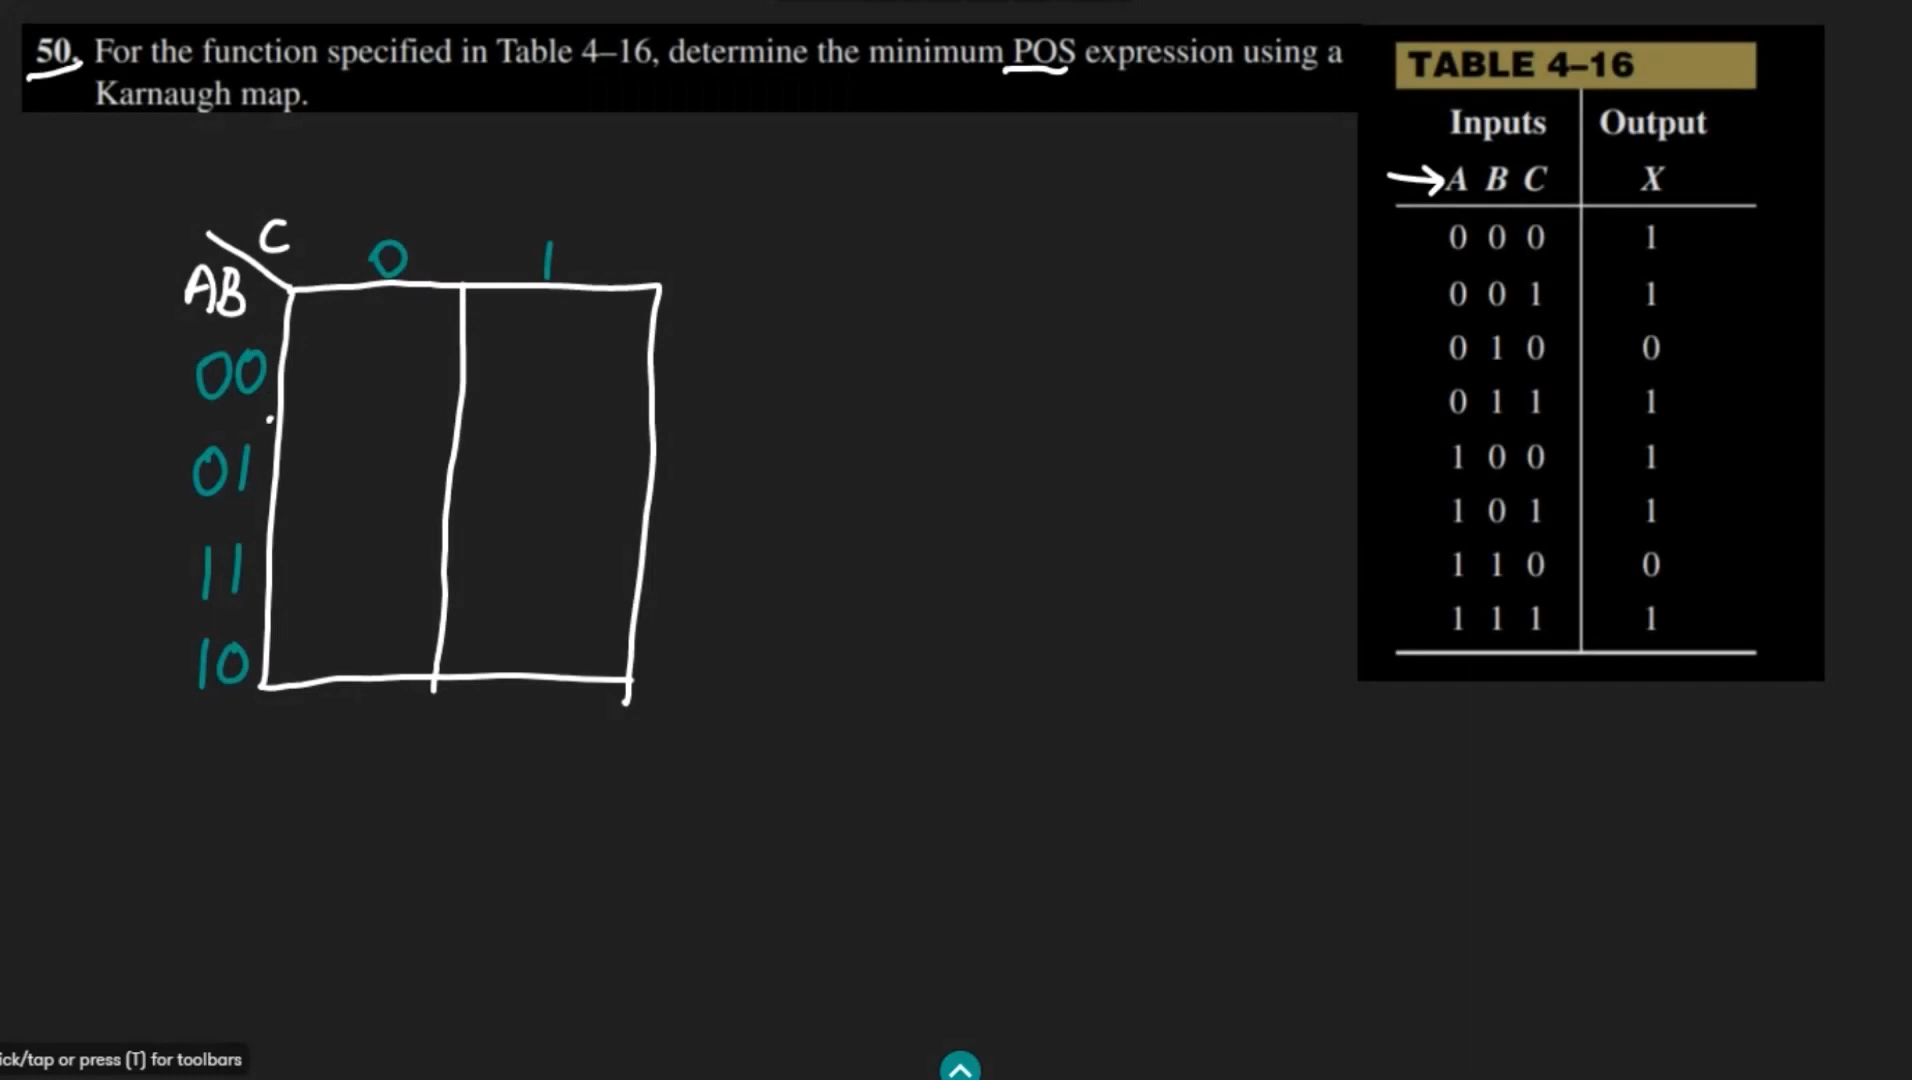 50. For the function specified in Table 4–16, determine the minimum POS expression using a
Karnaugh map.
TABLE 4–16
Inputs Output
A B C X
0 0 0 1
0 0 1 1
0 1 0 0
0 1 1 1
1 0 0 1
1 0 1 1
1 1 0 0
1 1 1 1
C
AB
0 1
00
01
11
10
ick/tap or press (T) for toolbars